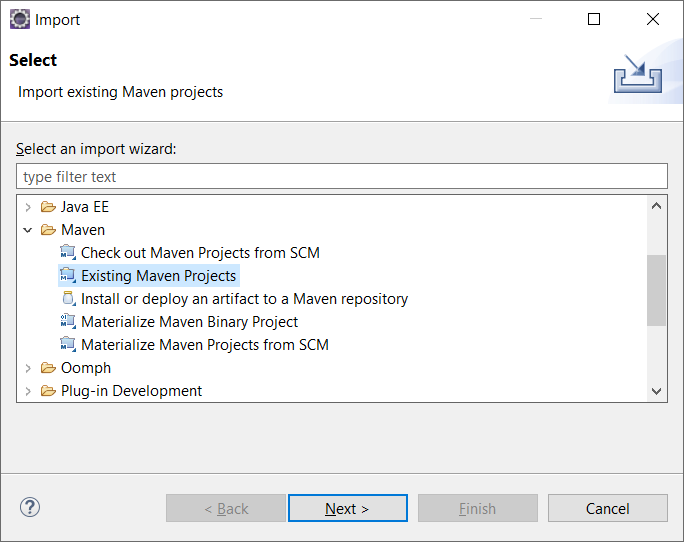 Import
Select
Import existing Maven projects
Select an import wizard:
type filter text
Java EE
Maven
Check out Maven Projects from SCM
Existing Maven Projects
Install or deploy an artifact to a Maven repository
Materialize Maven Binary Project
Materialize Maven Projects from SCM
Oomph
Plug-in Development
? < Back Next > Finish Cancel